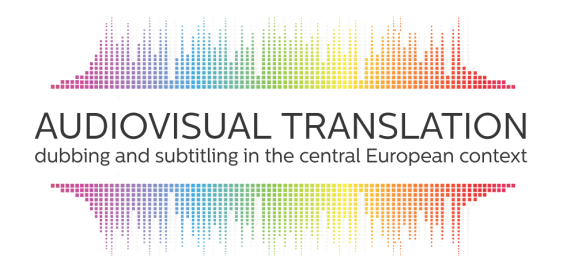 AUDIOVISUAL TRANSLATION
dubbing and subtitling in the central European context